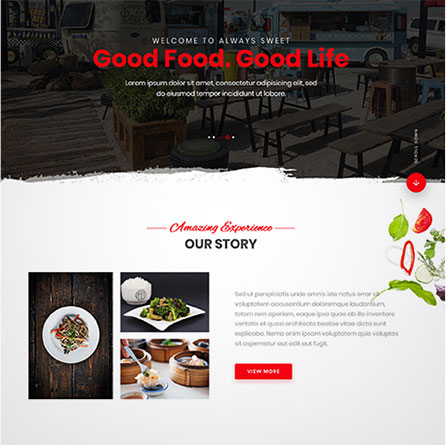 WELCOME TO ALWAYS SWEET
Good Food. Good Life
Lorem ipsum dolor sit amet, consectetur adipiscing elit, sed
do eiusmod tempor incididunt ut labore.
SCROLL DOWN
Amazing Experience
OUR STORY
Sed ut perspiciatis unde omnis iste natus error sit
voluptatem accusantium doloremque laudantium,
totam rem aperiam, eaque ipsa quae ab illo inventore
veritatis et quasi architecto beatae vitae dicta sunt explicabo.
Nemo enim ipsam voluptatem quia voluptas
sit aspernatur aut odit aut fugit.
VIEW MORE